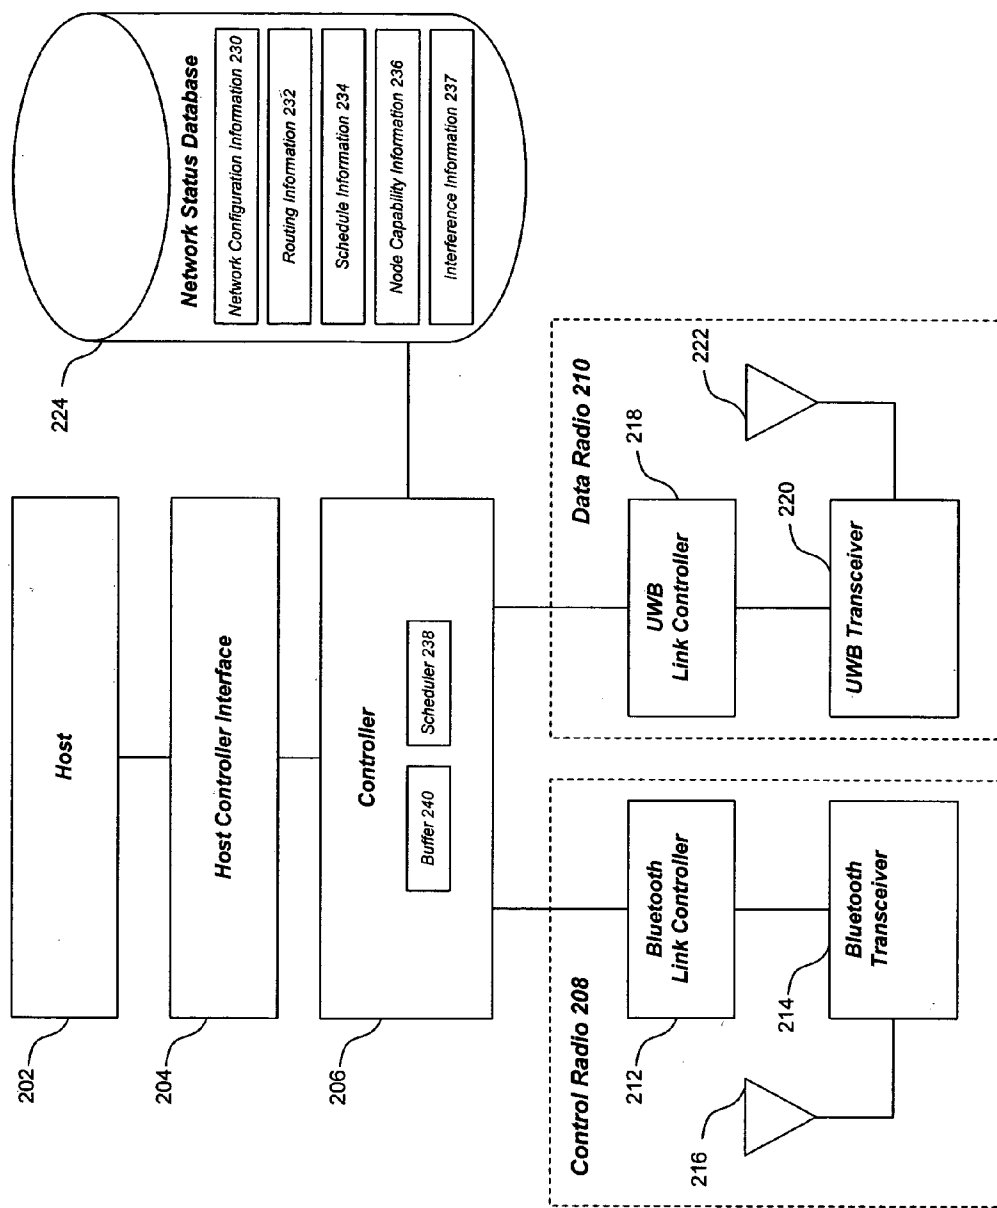 Host
202
Host Controller Interface
204
Controller
Buffer 240
Scheduler 238
206
224
Network Status Database
Network Configuration Information 230
Routing Information 232
Schedule Information 234
Node Capability Information 236
Interference Information 237
Control Radio 208
Bluetooth
Link Controller
212
Bluetooth
Transceiver
214
216
Data Radio 210
UWB
Link Controller
218
UWB Transceiver
220
222